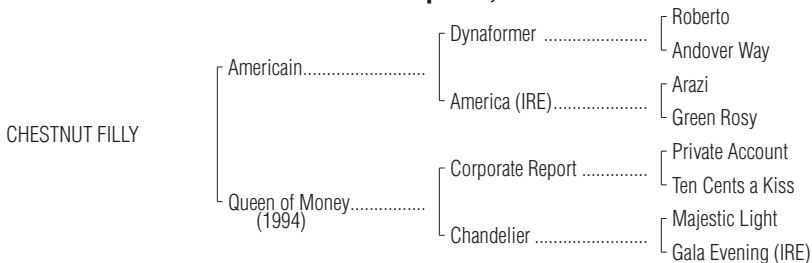 Roberto
Dynaformer ........................
Andover Way
Americain...........................
Arazi
America (IRE)......................
Green Rosy
CHESTNUT FILLY
Private Account
Corporate Report ...............
Ten Cents a Kiss
Queen of Money.................
(1994)
Majestic Light
Chandelier ..........................
Gala Evening (IRE)